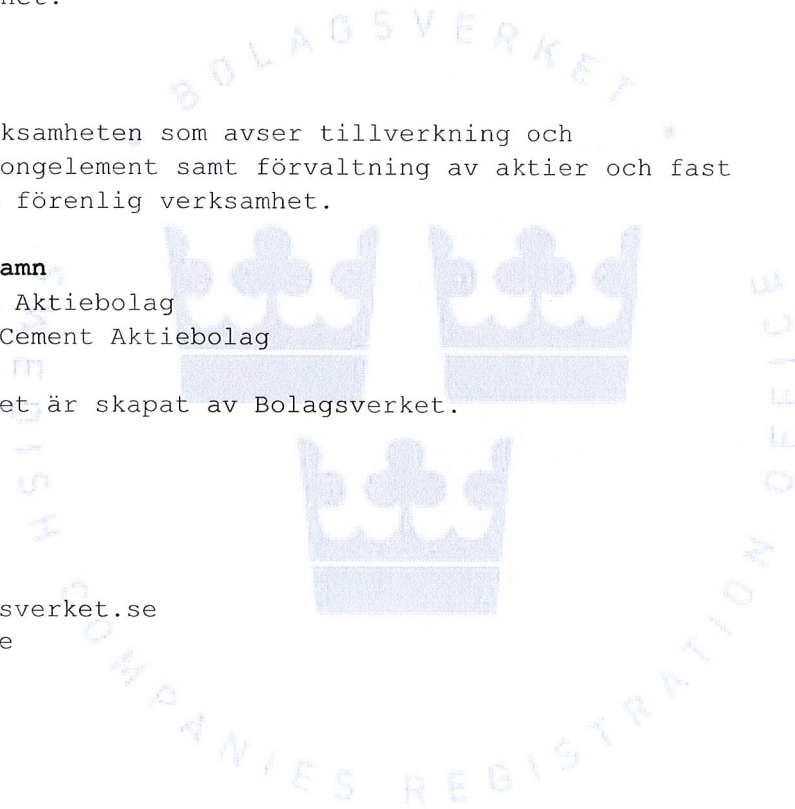 het.
ksamheten som avser tillverkning och
ongelement samt förvaltning av aktier och fast
förenlig verksamhet.
amn
Aktiebolag
Cement Aktiebolag
et är skapat av Bolagsverket.
sverket.se
e
BOLAGSVERKET
SWEDISH COMPANIES REGISTRATION OFFICE